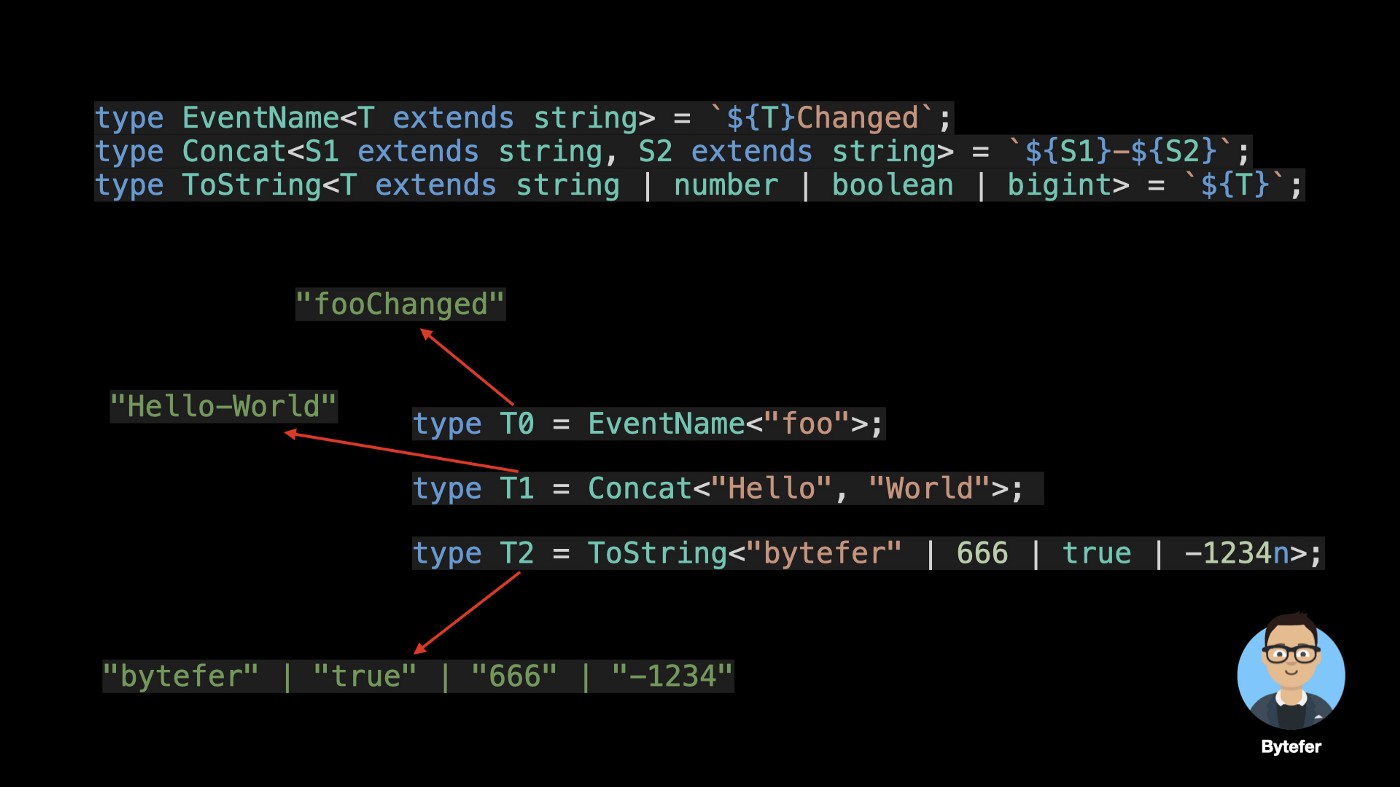 type EventName<T extends string> = `${T}Changed`;
type Concat<S1 extends string, S2 extends string> = `${S1}-${S2}`;
type ToString<T extends string | number | boolean | bigint> = `${T}`;
"fooChanged"
"Hello-World"
type T0 = EventName<"foo">;
type T1 = Concat<"Hello", "World">;
type T2 = ToString<"bytefer" | 666 | true | -1234n>;
"bytefer" | "true" | "666" | "-1234"
Bytefer